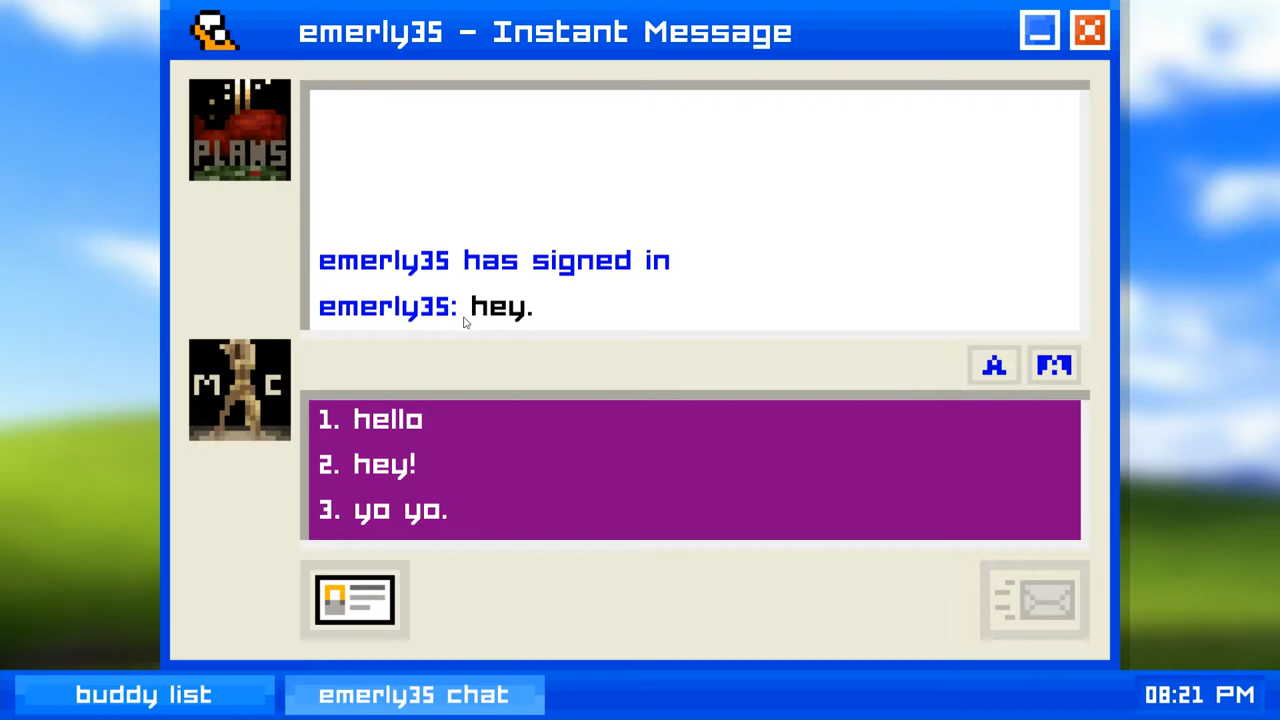 emerly35 - Instant Message
PLANS
emerly35 has signed in
emerly35: hey.
M C
A
1. hello
2. hey!
3. yo yo.
buddy list
emerly35 chat
08:21 PM